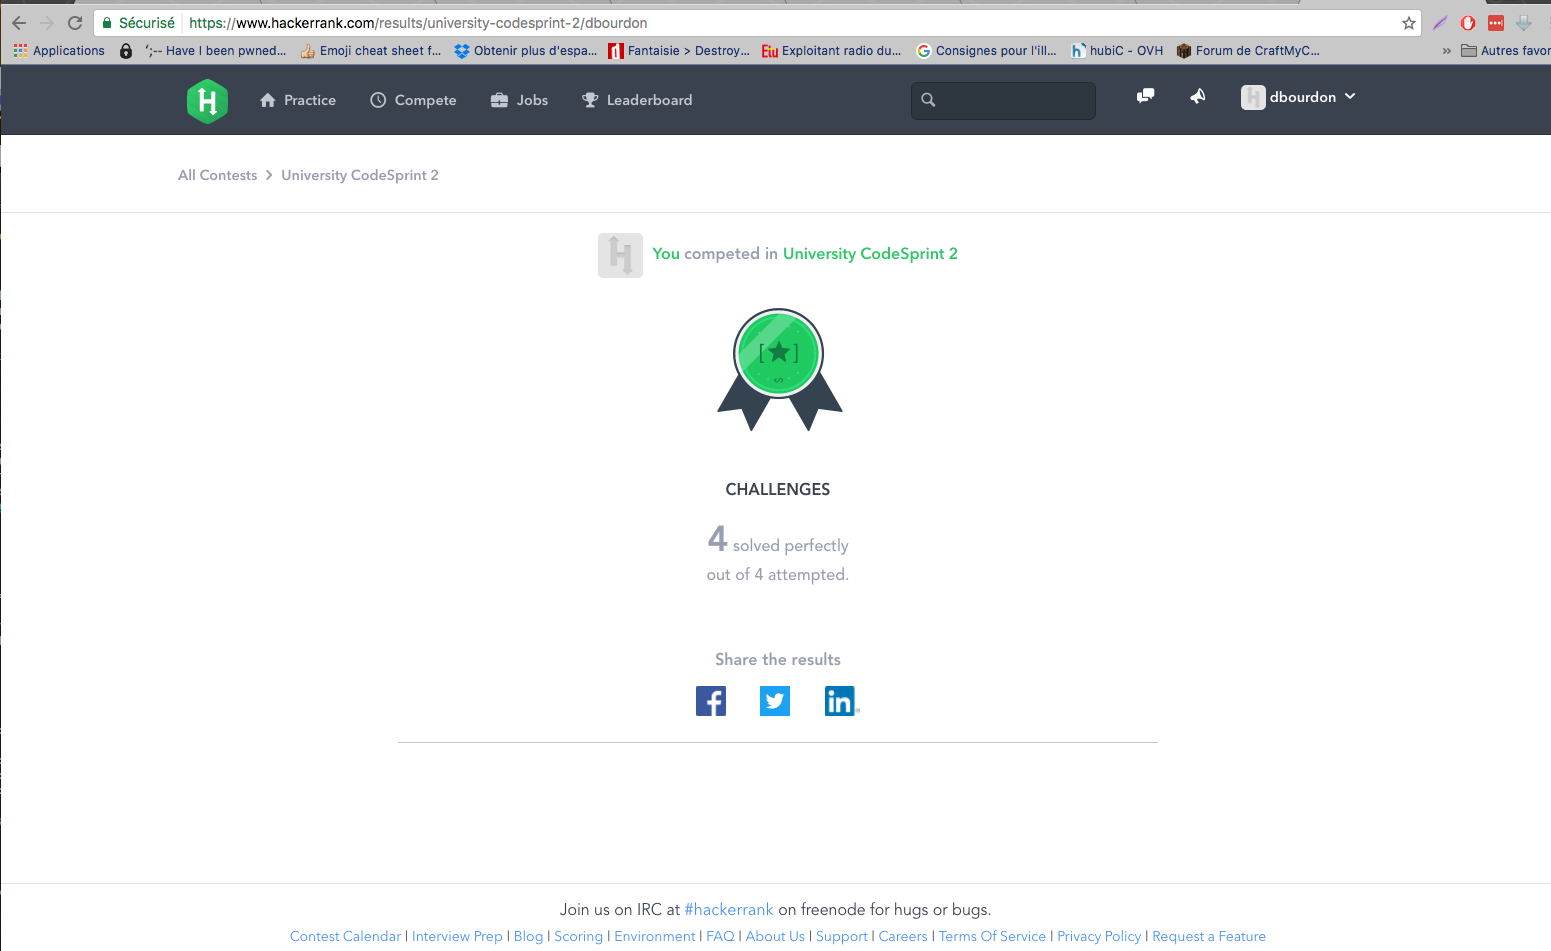 Sécurisé https://www.hackerrank.com/results/university-codesprint-2/dbourdon
Applications ';-- Have I been pwned... Emoji cheat sheet f... Obtenir plus d'espa... Fantaisie > Destroy... Exploitant radio du... Consignes pour l'ill... hubiC - OVH Forum de CraftMyC... » Autres favor
Practice Compete Jobs Leaderboard dbourdon
All Contests > University CodeSprint 2
You competed in University CodeSprint 2
CHALLENGES
4 solved perfectly
out of 4 attempted.
Share the results
Join us on IRC at #hackerrank on freenode for hugs or bugs.
Contest Calendar | Interview Prep | Blog | Scoring | Environment | FAQ | About Us | Support | Careers | Terms Of Service | Privacy Policy | Request a Feature